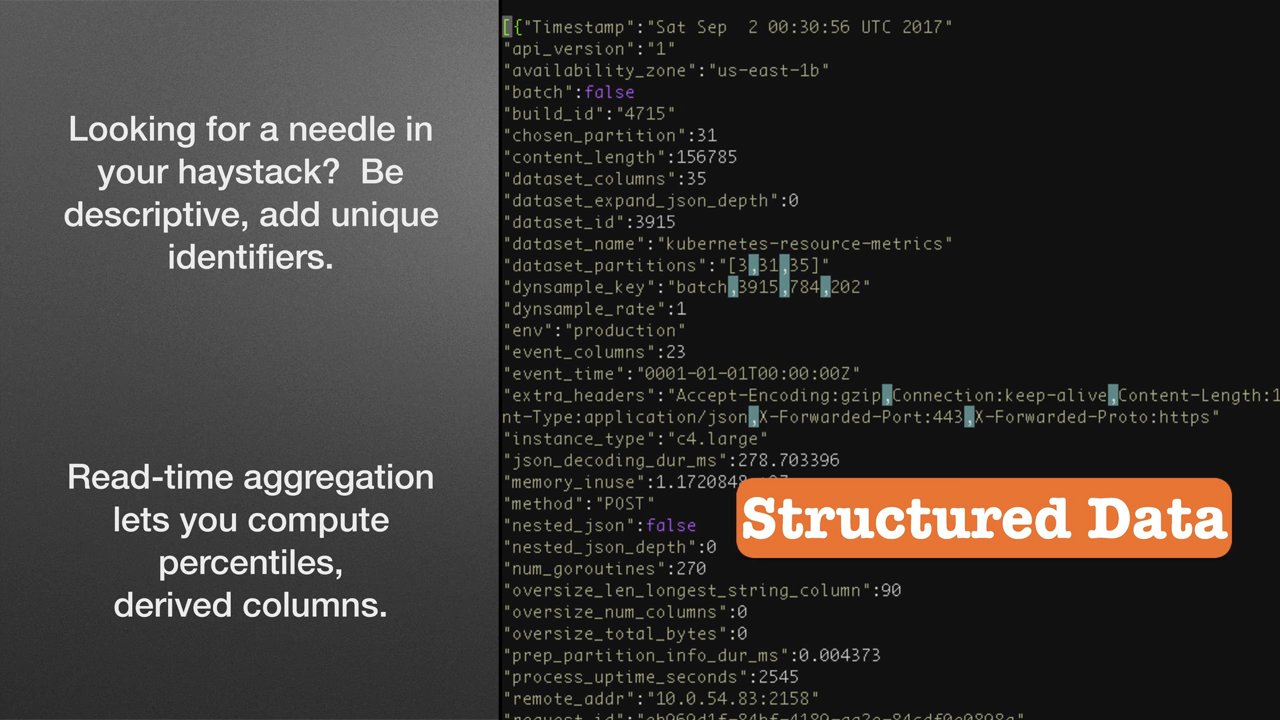 Looking for a needle in
your haystack?  Be
descriptive, add unique
identifiers.
Read-time aggregation
lets you compute
percentiles,
derived columns.
[{"Timestamp":"Sat Sep  2 00:30:56 UTC 2017"
"api_version":"1"
"availability_zone":"us-east-1b"
"batch":false
"build_id":"4715"
"chosen_partition":31
"content_length":156785
"dataset_columns":35
"dataset_expand_json_depth":0
"dataset_id":3915
"dataset_name":"kubernetes-resource-metrics"
"dataset_partitions":"[3,31,35]"
"dynsample_key":"batch,3915,784,202"
"dynsample_rate":1
"env":"production"
"event_columns":23
"event_time":"0001-01-01T00:00:00Z"
"extra_headers":"Accept-Encoding:gzip,Connection:keep-alive,Content-Length:1
nt-Type:application/json,X-Forwarded-Port:443,X-Forwarded-Proto:https"
"instance_type":"c4.large"
"json_decoding_dur_ms":278.703396
"memory_inuse":1.1720848
"method":"POST"
"nested_json":false
"nested_json_depth":0
"num_goroutines":270
"oversize_len_longest_string_column":90
"oversize_num_columns":0
"oversize_total_bytes":0
"prep_partition_info_dur_ms":0.004373
"process_uptime_seconds":2545
"remote_addr":"10.0.54.83:2158"
Structured Data